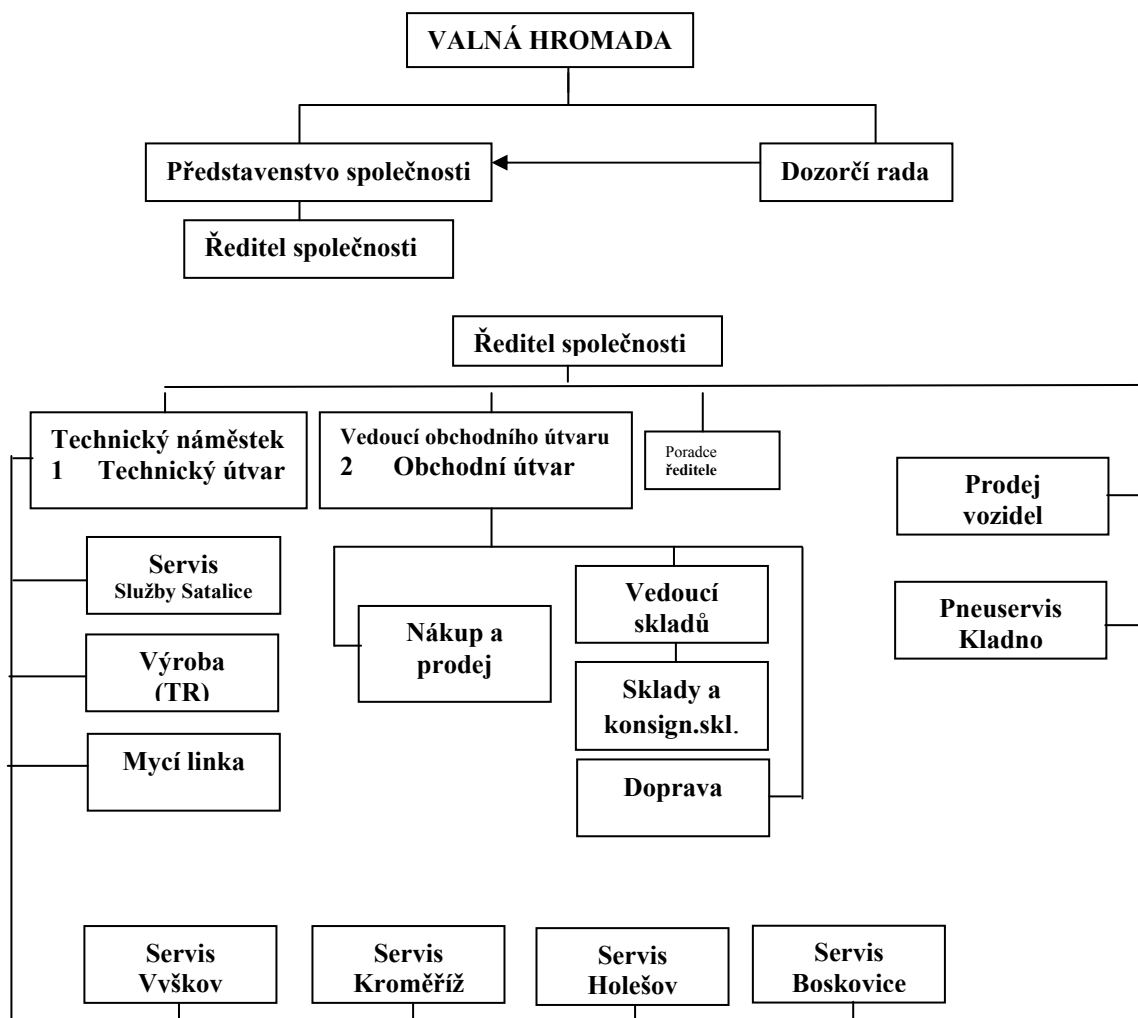 VALNÁ HROMADA
Představenstvo společnosti
Dozorčí rada
Ředitel společnosti
Ředitel společnosti
Technický náměstek
1 Technický útvar
Vedoucí obchodního útvaru
2 Obchodní útvar
Poradce
ředitele
Prodej
vozidel
Servis
Služby Satalice
Vedoucí
skladů
Nákup a
prodej
Pneuservis
Kladno
Výroba
(TR)
Sklady a
konsign.skl.
Mycí linka
Doprava
Servis
Vyškov
Servis
Kroměříž
Servis
Holešov
Servis
Boskovice